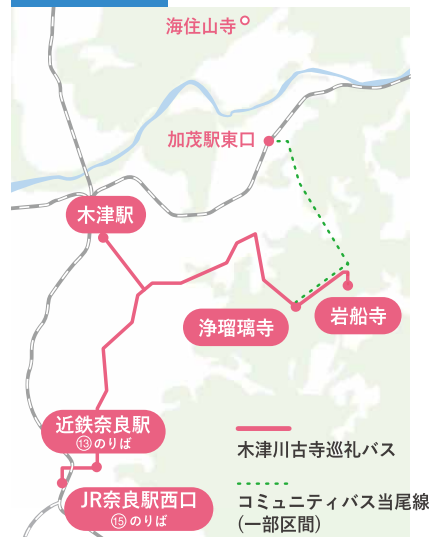 海住山寺
加茂駅東口
木津駅
岩船寺
浄瑠璃寺
近鉄奈良駅
⑬のりば
木津川古寺巡礼バス
JR奈良駅西口
⑮のりば
コミュニティバス当尾線
(一部区間)